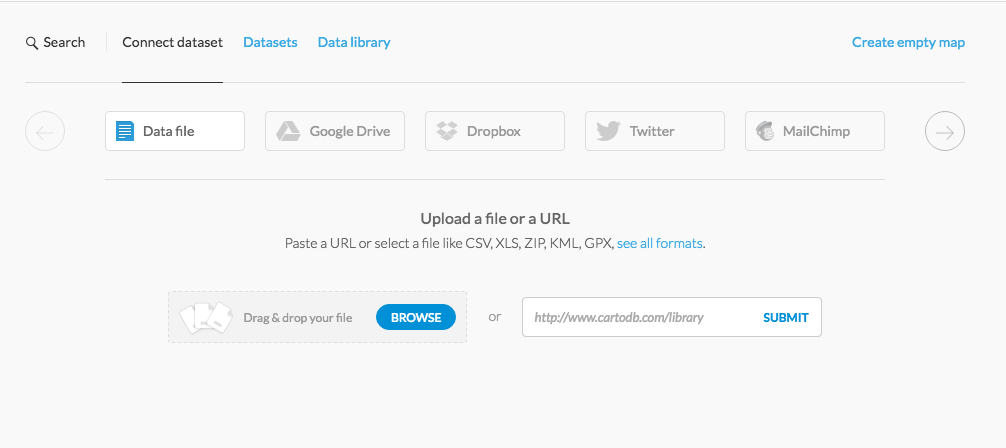 Search Connect dataset Datasets Data library Create empty map
Data file Google Drive Dropbox Twitter MailChimp
Upload a file or a URL
Paste a URL or select a file like CSV, XLS, ZIP, KML, GPX, see all formats.
Drag & drop your file BROWSE or http://www.cartodb.com/library SUBMIT